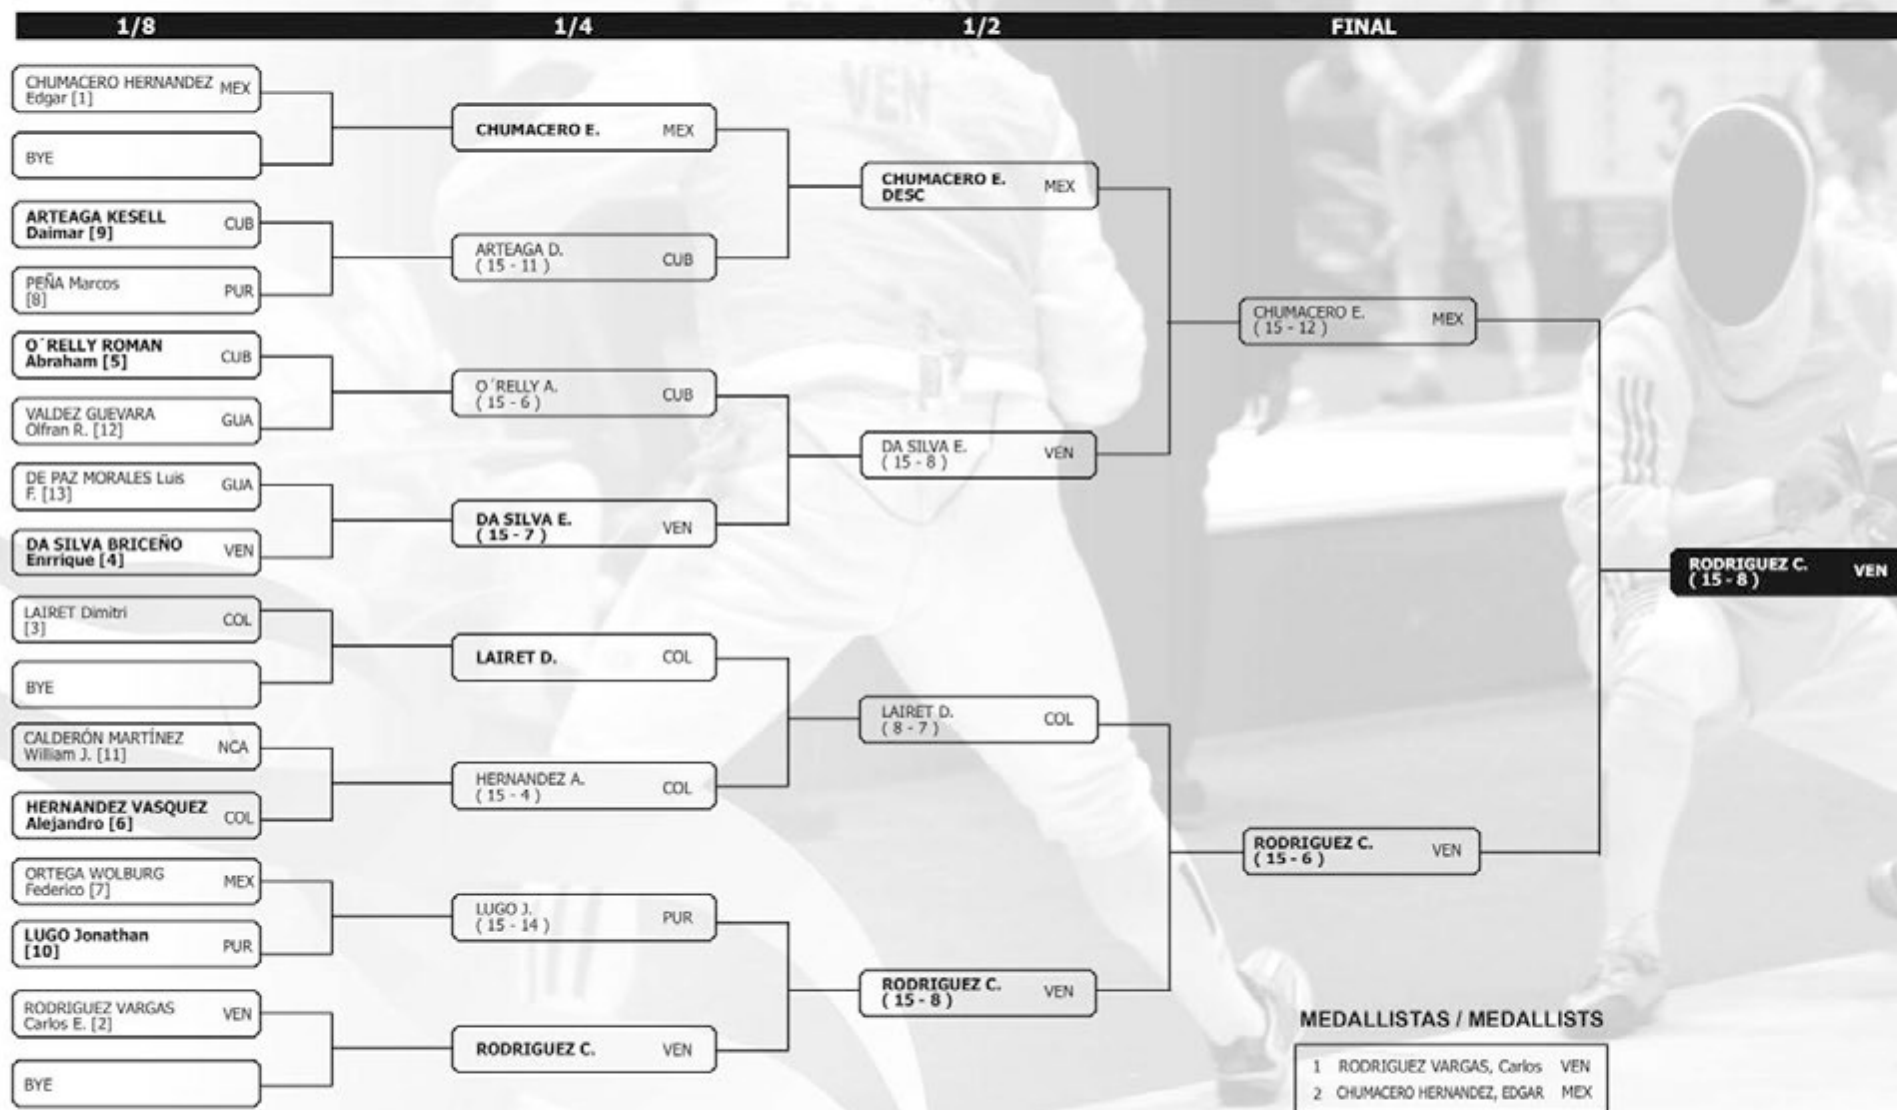 1/8 1/4 1/2 FINAL
CHUMACERO HERNANDEZ MEX
Edgar [1]
BYE
ARTEAGA KESELL CUB
Daimar [9]
PEÑA Marcos PUR
[8]
O´RELLY ROMAN CUB
Abraham [5]
VALDEZ GUEVARA GUA
Olfran R. [12]
DE PAZ MORALES Luis GUA
F. [13]
DA SILVA BRICEÑO VEN
Enrrique [4]
LAIRET Dimitri COL
[3]
BYE
CALDERÓN MARTÍNEZ NCA
William J. [11]
HERNANDEZ VASQUEZ COL
Alejandro [6]
ORTEGA WOLBURG MEX
Federico [7]
LUGO Jonathan PUR
[10]
RODRIGUEZ VARGAS VEN
Carlos E. [2]
BYE
CHUMACERO E. MEX
ARTEAGA D. CUB
( 15 - 11 )
O´RELLY A. CUB
( 15 - 6 )
DA SILVA E. VEN
( 15 - 7 )
LAIRET D. COL
HERNANDEZ A. COL
( 15 - 4 )
LUGO J. PUR
( 15 - 14 )
RODRIGUEZ C. VEN
CHUMACERO E. MEX
DESC
DA SILVA E. VEN
( 15 - 8 )
LAIRET D. COL
( 8 - 7 )
RODRIGUEZ C. VEN
( 15 - 8 )
CHUMACERO E. MEX
( 15 - 12 )
RODRIGUEZ C. VEN
( 15 - 6 )
RODRIGUEZ C. VEN
( 15 - 8 )
MEDALLISTAS / MEDALLISTS
1 RODRIGUEZ VARGAS, Carlos VEN
2 CHUMACERO HERNANDEZ, EDGAR MEX
VEN
3